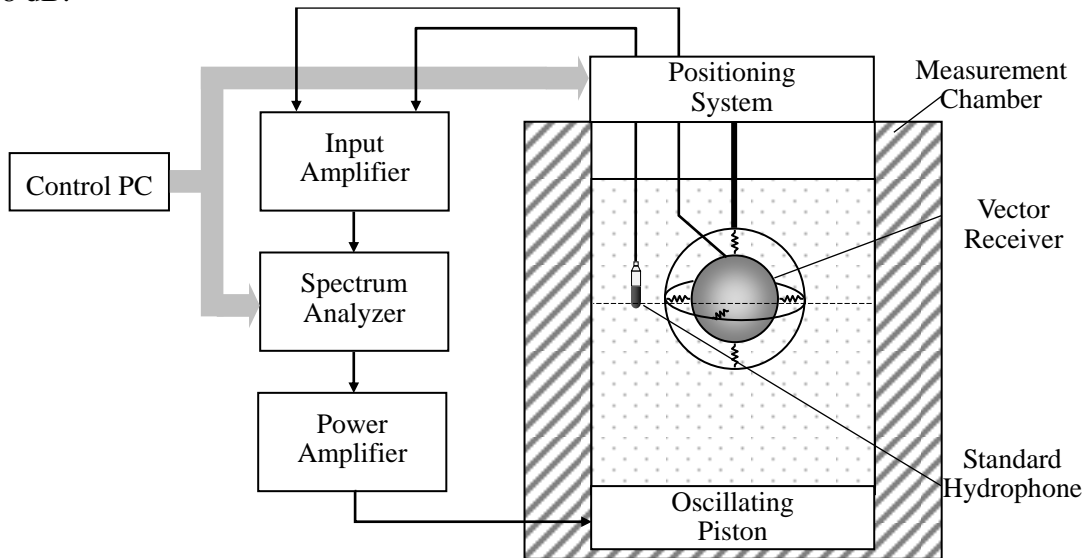 Positioning
System
Measurement
Chamber
Input
Amplifier
Control PC
Vector
Receiver
Spectrum
Analyzer
Power
Amplifier
Standard
Hydrophone
Oscillating
Piston